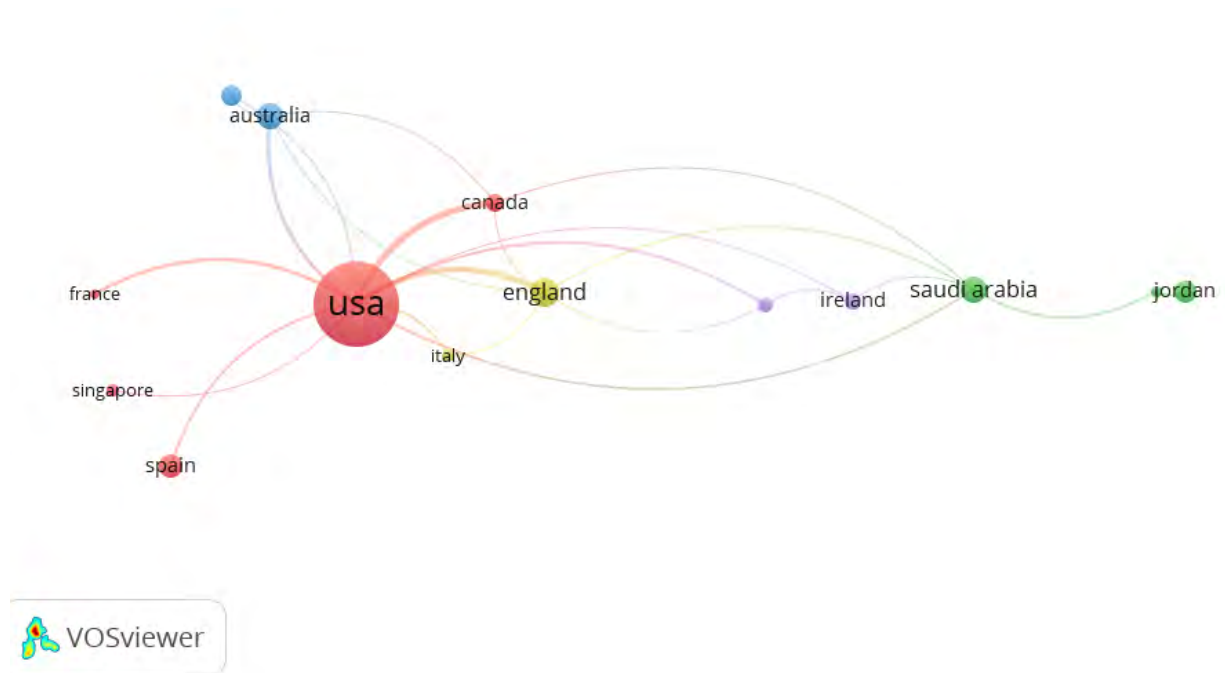 australia
canada
usa
england
france
ireland
saudi arabia
jordan
italy
singapore
spain
VOSviewer